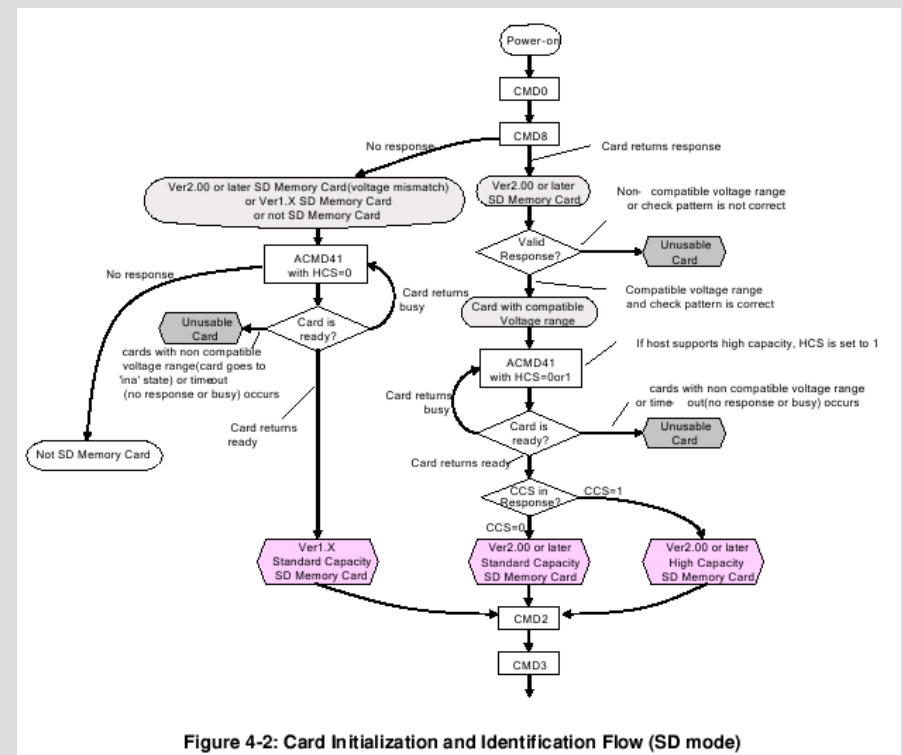 Power-on
CMD0
CMD8
No response
Card returns response
Ver2.00 or later SD Memory Card(voltage mismatch)
or Ver1.X SD Memory Card
or not SD Memory Card
Ver2.00 or later
SD Memory Card
Non- compatible voltage range
or check pattern is not correct
Valid
Response?
Unusable
Card
ACMD41
with HCS=0
No response
Card returns
busy
Compatible voltage range
and check pattern is correct
Card with compatible
Voltage range
Unusable
Card
Card is
ready?
cards with non compatible
voltage range(card goes to
'ina' state) or timeout
(no response or busy) occurs
If host supports high capacity, HCS is set to 1
ACMD41
with HCS=0or1
Card returns
busy
cards with non compatible voltage range
or time- out(no response or busy) occurs
Card is
ready?
Unusable
Card
Card returns
ready
Not SD Memory Card
Card returns ready
CCS in
Response?
CCS=1
CCS=0
Ver1.X
Standard Capacity
SD Memory Card
Ver2.00 or later
Standard Capacity
SD Memory Card
Ver2.00 or later
High Capacity
SD Memory Card
CMD2
CMD3
Figure 4-2: Card Initialization and Identification Flow (SD mode)